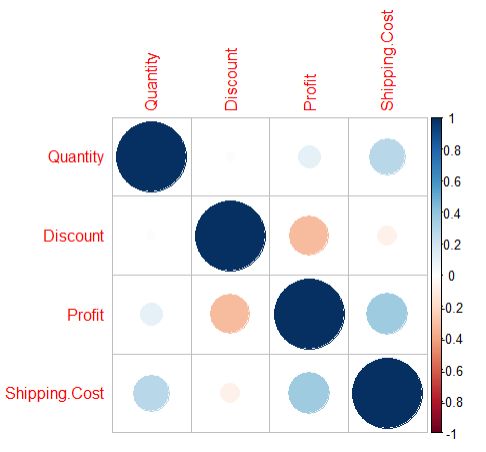 Quantity
Discount
Profit
Shipping.Cost
Quantity
Discount
Profit
Shipping.Cost
1
0.8
0.6
0.4
0.2
0
-0.2
-0.4
-0.6
-0.8
-1